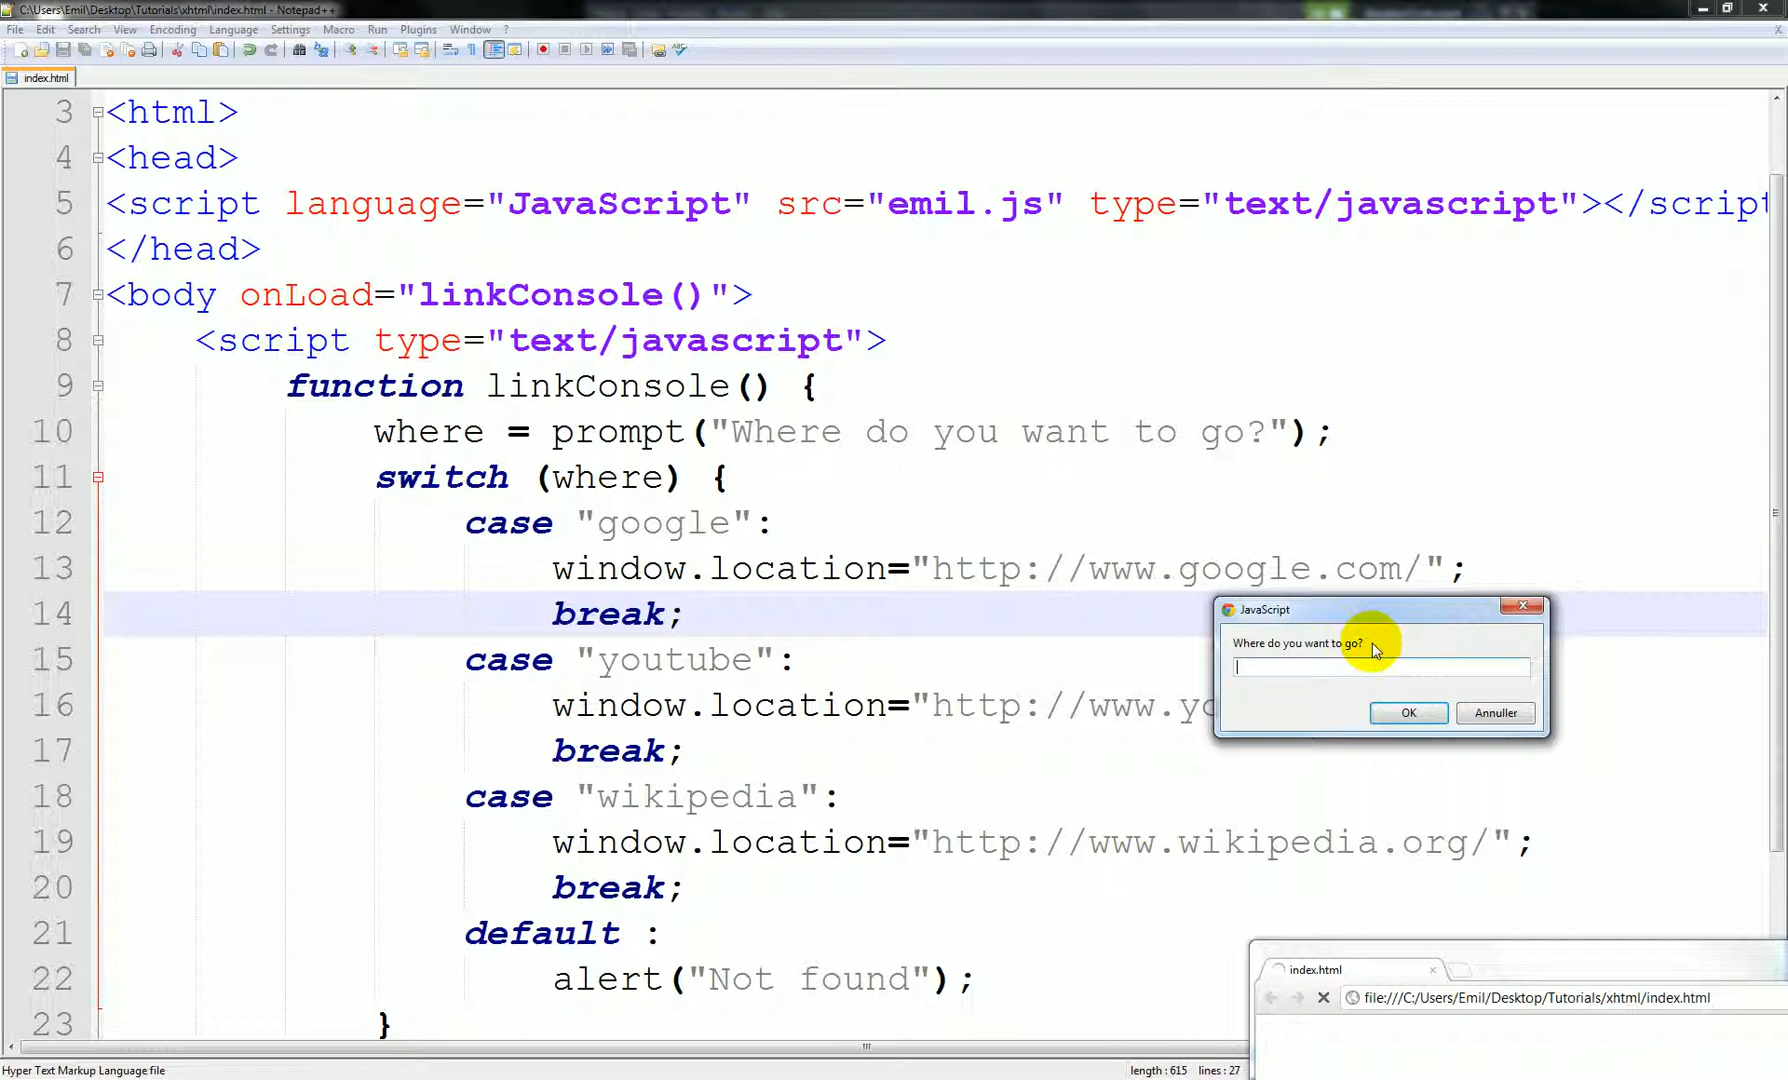 C:\Users\Emil\Desktop\Tutorials\xhtml\index.html - Notepad++
File Edit Search View Encoding Language Settings Macro Run Plugins Window ?
index.html
3 <html>
4 <head>
5 <script language="JavaScript" src="emil.js" type="text/javascript"></script
6 </head>
7 <body onLoad="linkConsole()">
8 <script type="text/javascript">
9 function linkConsole() {
10 where = prompt("Where do you want to go?");
11 switch (where) {
12 case "google":
13 window.location="http://www.google.com/";
14 break;
15 case "youtube":
16 window.location="http://www.yo
17 break;
18 case "wikipedia":
19 window.location="http://www.wikipedia.org/";
20 break;
21 default :
22 alert("Not found");
23 }
JavaScript
Where do you want to go?
OK Annuller
index.html
file:///C:/Users/Emil/Desktop/Tutorials/xhtml/index.html
Hyper Text Markup Language file length : 615 lines : 27